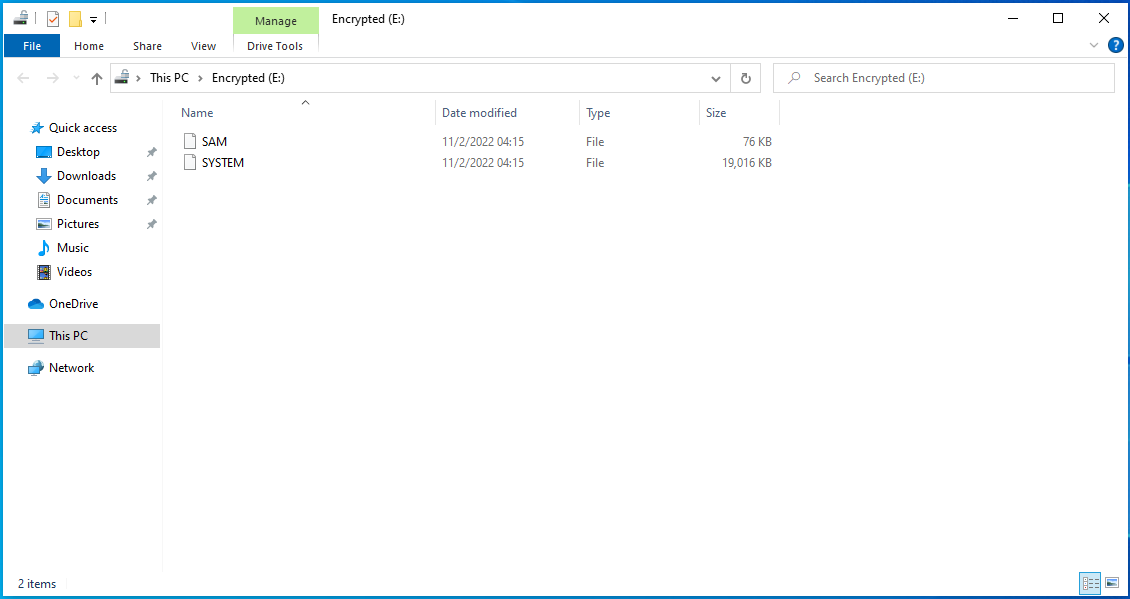 Manage
Encrypted (E:)
File
Home
Share
View
Drive Tools
?
This PC
Encrypted (E:)
Search Encrypted (E:)
Name
Date modified
Type
Size
Quick access
SAM
11/2/2022 04:15
File
76 KB
Desktop
SYSTEM
11/2/2022 04:15
File
19,016 KB
Downloads
Documents
Pictures
Music
Videos
OneDrive
This PC
Network
2 items